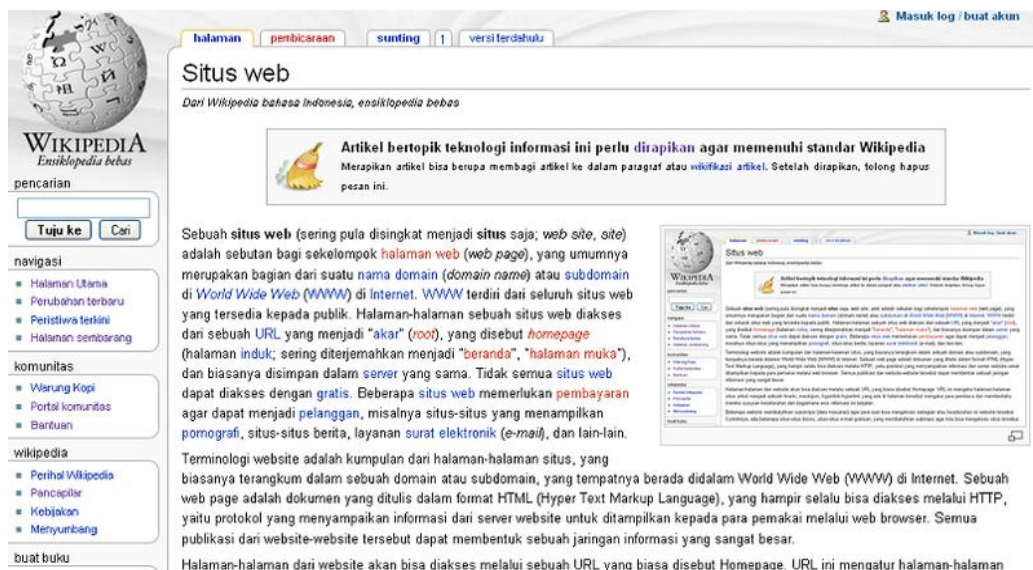 Masuk log / buat akun
halaman
pembicaraan
sunting
versi terdahulu
Situs web
Dari Wikipedia bahasa Indonesia, ensiklopedia bebas
WIKIPEDIA
Ensiklopedia bebas
Artikel bertopik teknologi informasi ini perlu dirapikan agar memenuhi standar Wikipedia
Merapikan artikel bisa berupa membagi artikel ke dalam paragraf atau wikifikasi artikel. Setelah dirapikan, tolong hapus
pesan ini.
pencarian
Tuju ke
Cari
navigasi
Halaman Utama
Perubahan terbaru
Peristiwa terkini
Halaman sembarang
komunitas
Warung Kopi
Portal komunitas
Bantuan
wikipedia
Perihal Wikipedia
Pancapilar
Kebijakan
Menyumbang
buat buku
Sebuah situs web (sering pula disingkat menjadi situs saja; web site, site)
adalah sebutan bagi sekelompok halaman web (web page), yang umumnya
merupakan bagian dari suatu nama domain (domain name) atau subdomain
di World Wide Web (WWW) di Internet. WWW terdiri dari seluruh situs web
yang tersedia kepada publik. Halaman-halaman sebuah situs web diakses
dari sebuah URL yang menjadi "akar" (root), yang disebut homepage
(halaman induk; sering diterjemahkan menjadi "beranda", "halaman muka"),
dan biasanya disimpan dalam server yang sama. Tidak semua situs web
dapat diakses dengan gratis. Beberapa situs web memerlukan pembayaran
agar dapat menjadi pelanggan, misalnya situs-situs yang menampilkan
pornografi, situs-situs berita, layanan surat elektronik (e-mail), dan lain-lain.
Terminologi website adalah kumpulan dari halaman-halaman situs, yang
biasanya terangkum dalam sebuah domain atau subdomain, yang tempatnya berada didalam World Wide Web (WWW) di Internet. Sebuah
web page adalah dokumen yang ditulis dalam format HTML (Hyper Text Markup Language), yang hampir selalu bisa diakses melalui HTTP,
yaitu protokol yang menyampaikan informasi dari server website untuk ditampilkan kepada para pemakai melalui web browser. Semua
publikasi dari website-website tersebut dapat membentuk sebuah jaringan informasi yang sangat besar.
Halaman-halaman dari website akan bisa diakses melalui sebuah URL yang biasa disebut Homepage. URL ini mengatur halaman-halaman